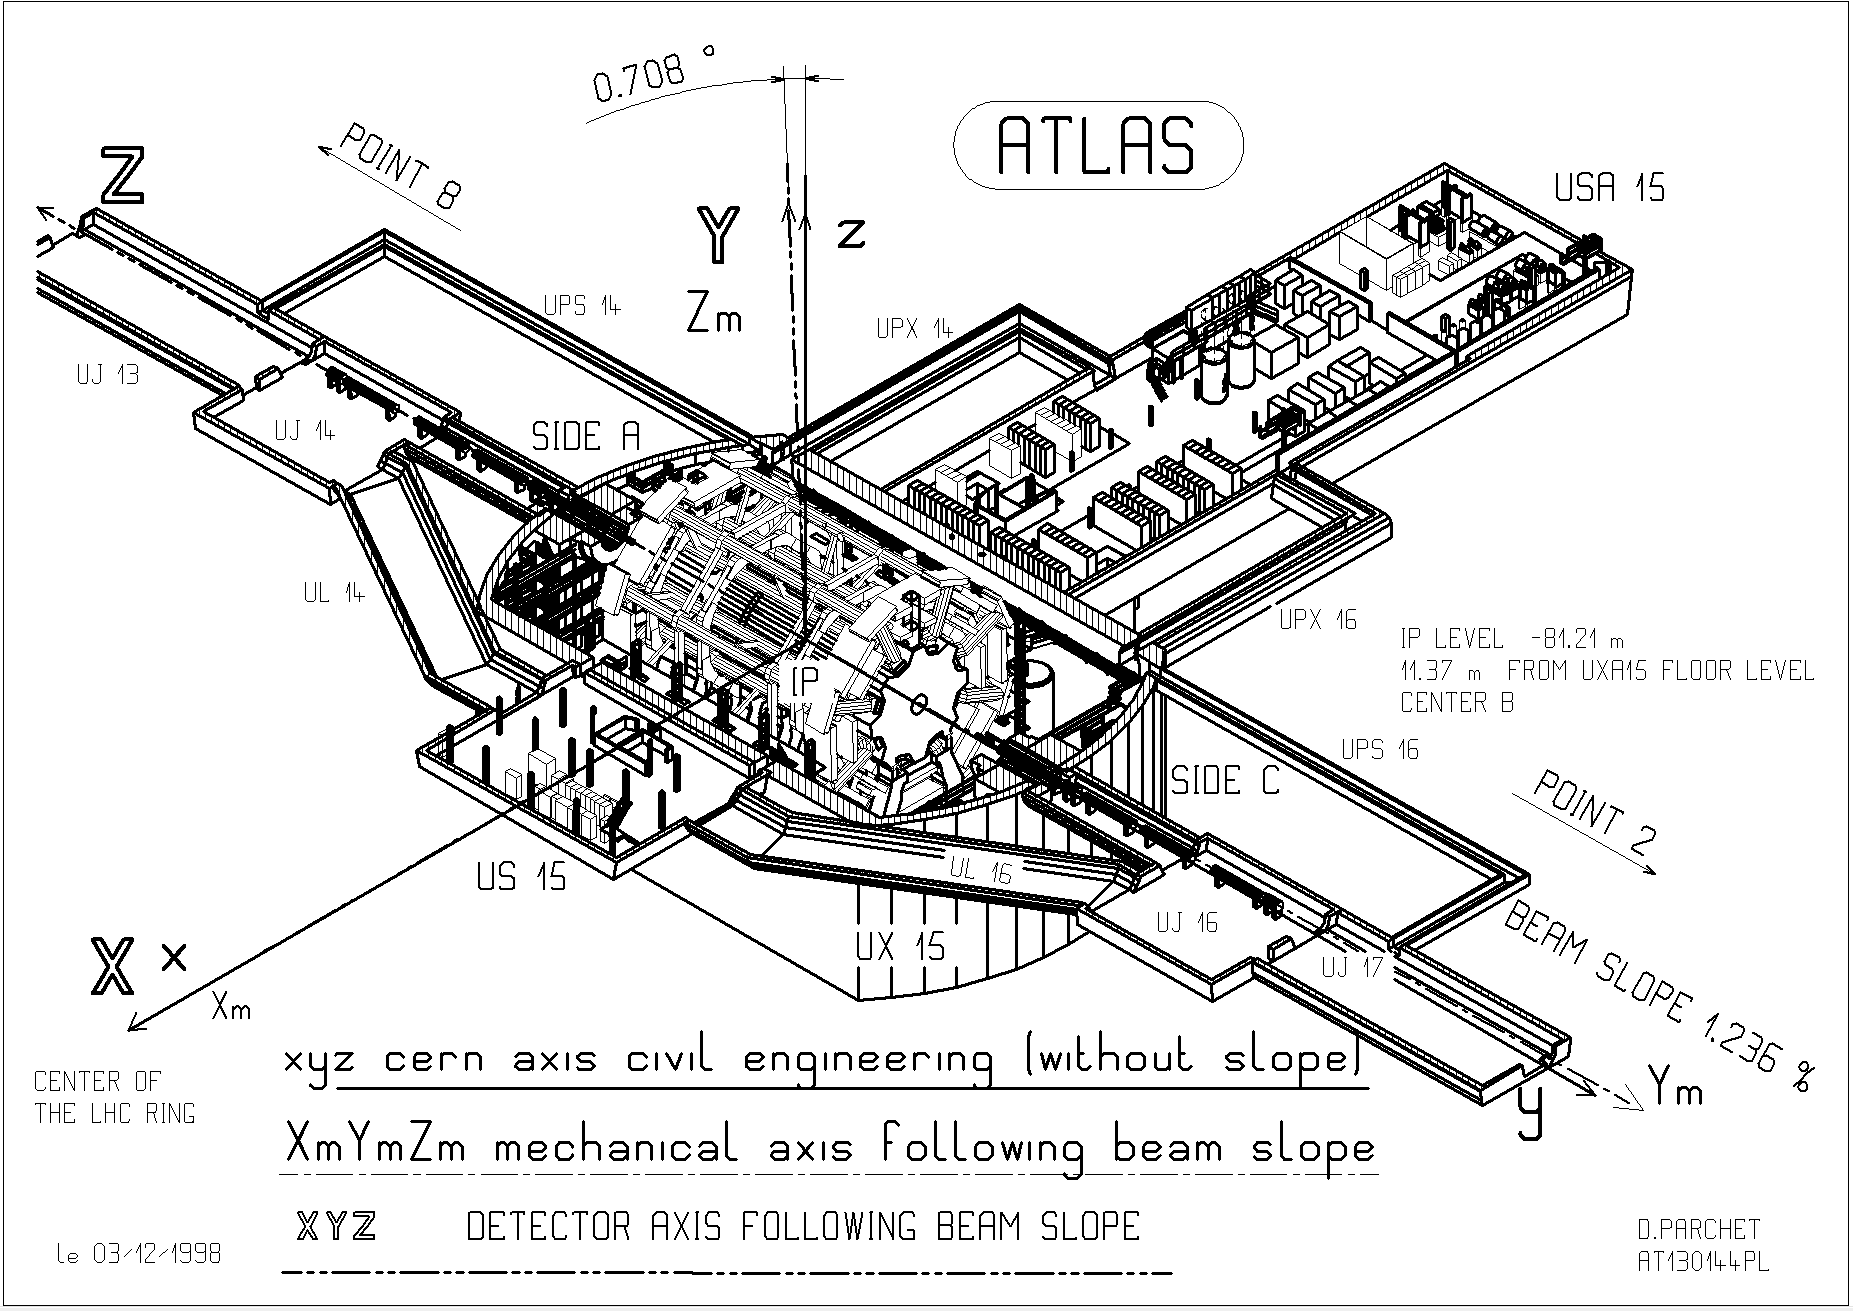 0.708 °
ATLAS
POINT 8
Z
USA 15
Y
z
UPS 14
Zm
UPX 14
UJ 13
UJ 14
SIDE A
UL 14
UPX 16
IP LEVEL -81.21 m
11.37 m FROM UXA15 FLOOR LEVEL
CENTER B
IP
UPS 16
SIDE C
POINT 2
US 15
UL 16
UJ 16
UX 15
UJ 17
BEAM SLOPE 1.236 %
X x
Xm
Ym
y
CENTER OF
THE LHC RING
xyz cern axis civil engineering (without slope)
XmYmZm mechanical axis following beam slope
XYZ DETECTOR AXIS FOLLOWING BEAM SLOPE
le 03/12/1998
D.PARCHET
AT130144PL